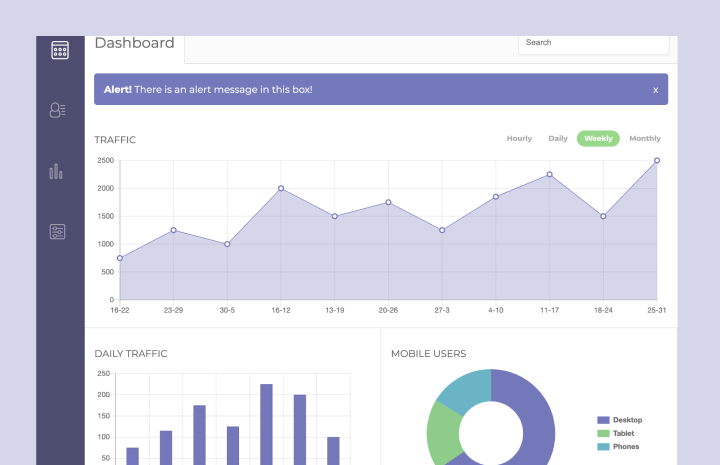 Dashboard
Search
Alert! There is an alert message in this box!
x
TRAFFIC
Hourly Daily Weekly Monthly
2500
2000
1500
1000
500
0
16-22 23-29 30-5 16-12 13-19 20-26 27-3 4-10 11-17 18-24 25-31
DAILY TRAFFIC
250
200
150
100
50
MOBILE USERS
Desktop
Tablet
Phones